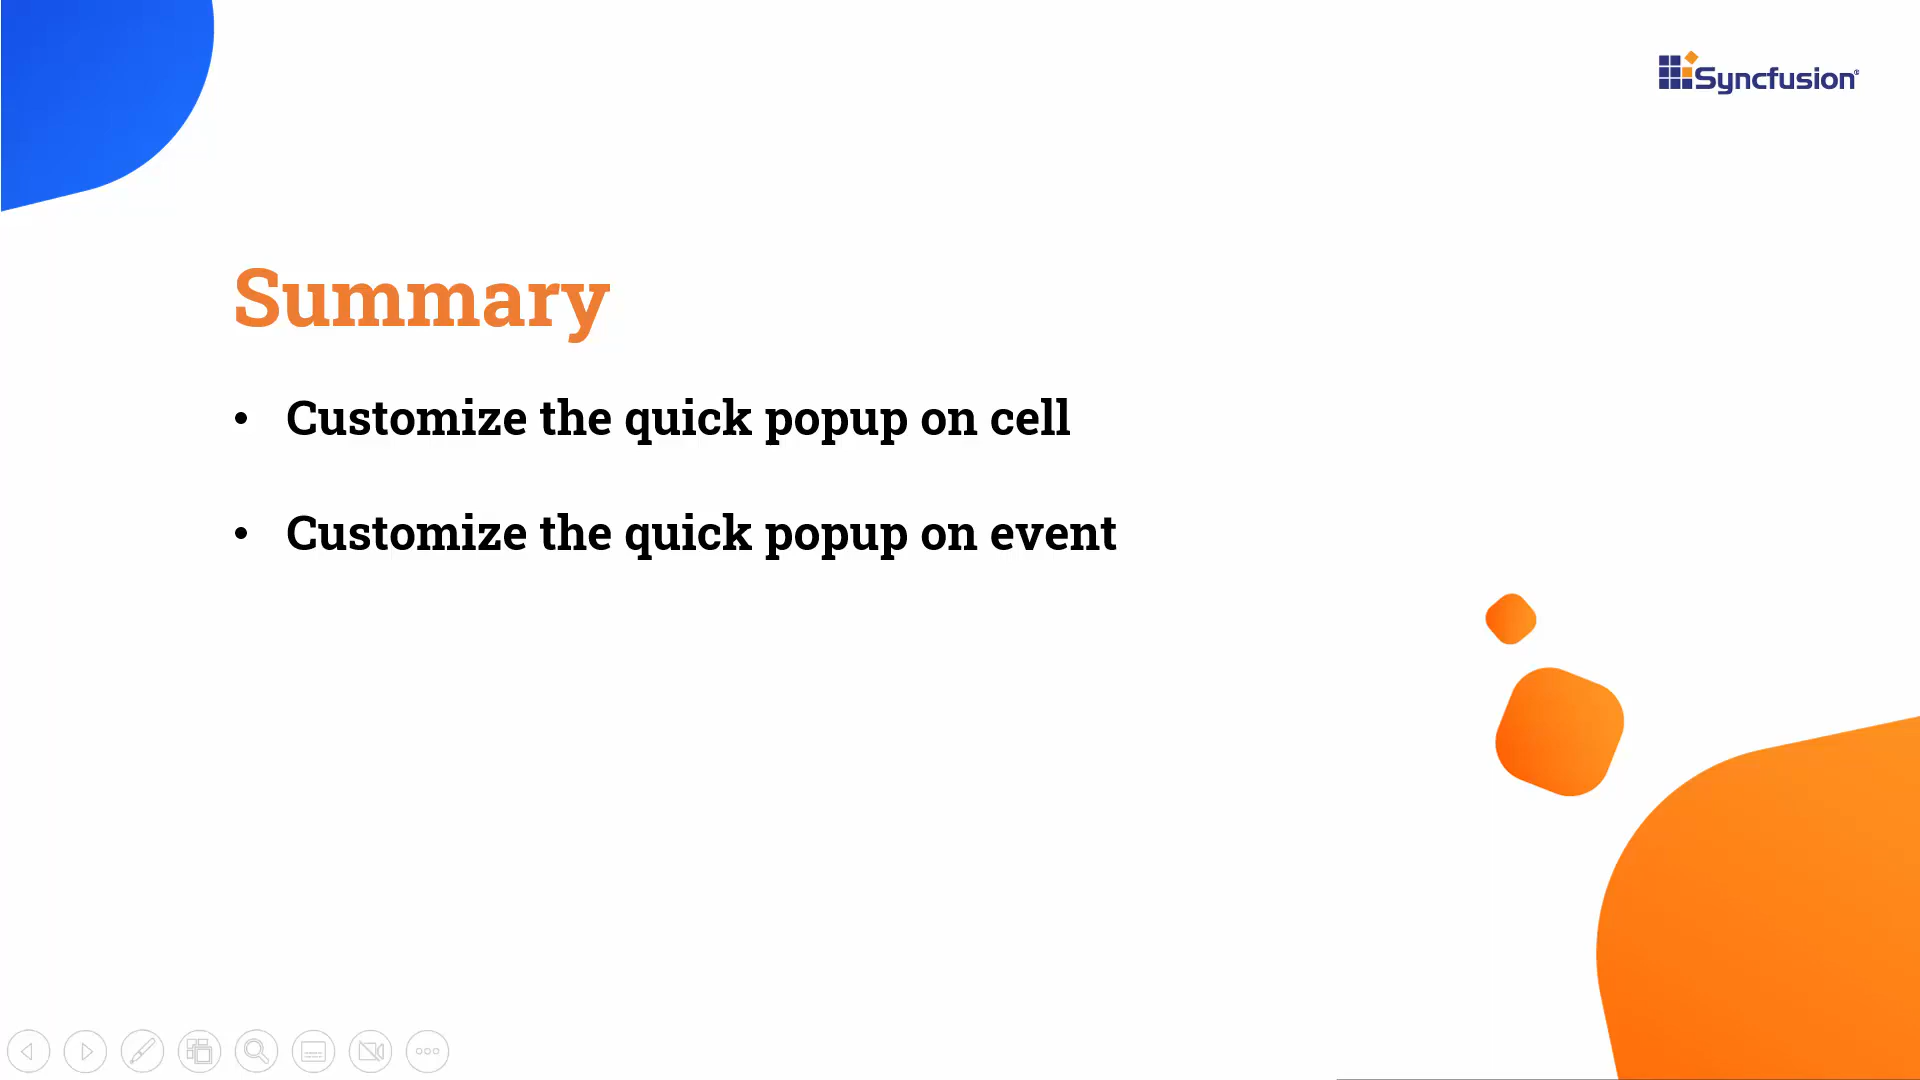 Syncfusion®
Summary
• Customize the quick popup on cell
• Customize the quick popup on event